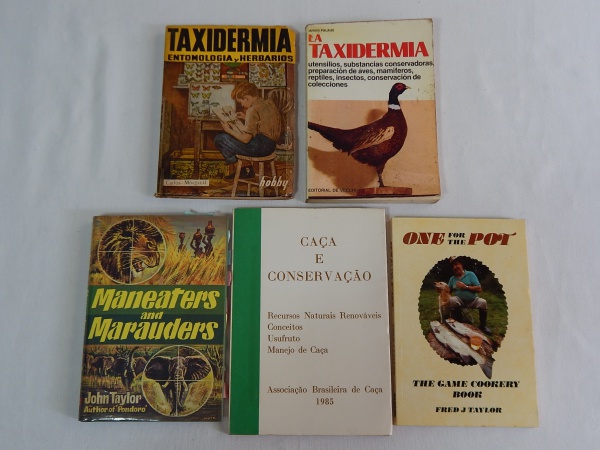 TAXIDERMIA
ENTOMOLOGIA y HERBARIOS
hobby
LA
TAXIDERMIA
utensilios, substancias conservadoras,
preparación de aves, mamíferos,
reptiles, insectos, conservación de
colecciones
EDITORIAL DE
Maneaters
and
Marauders
John Taylor
Author of 'Pondoro'
CAÇA
E
CONSERVAÇÃO
Recursos Naturais Renováveis
Conceitos
Usufruto
Manejo de Caça
Associação Brasileira de Caça
1985
ONE FOR THE POT
THE GAME COOKERY
BOOK
FRED J TAYLOR